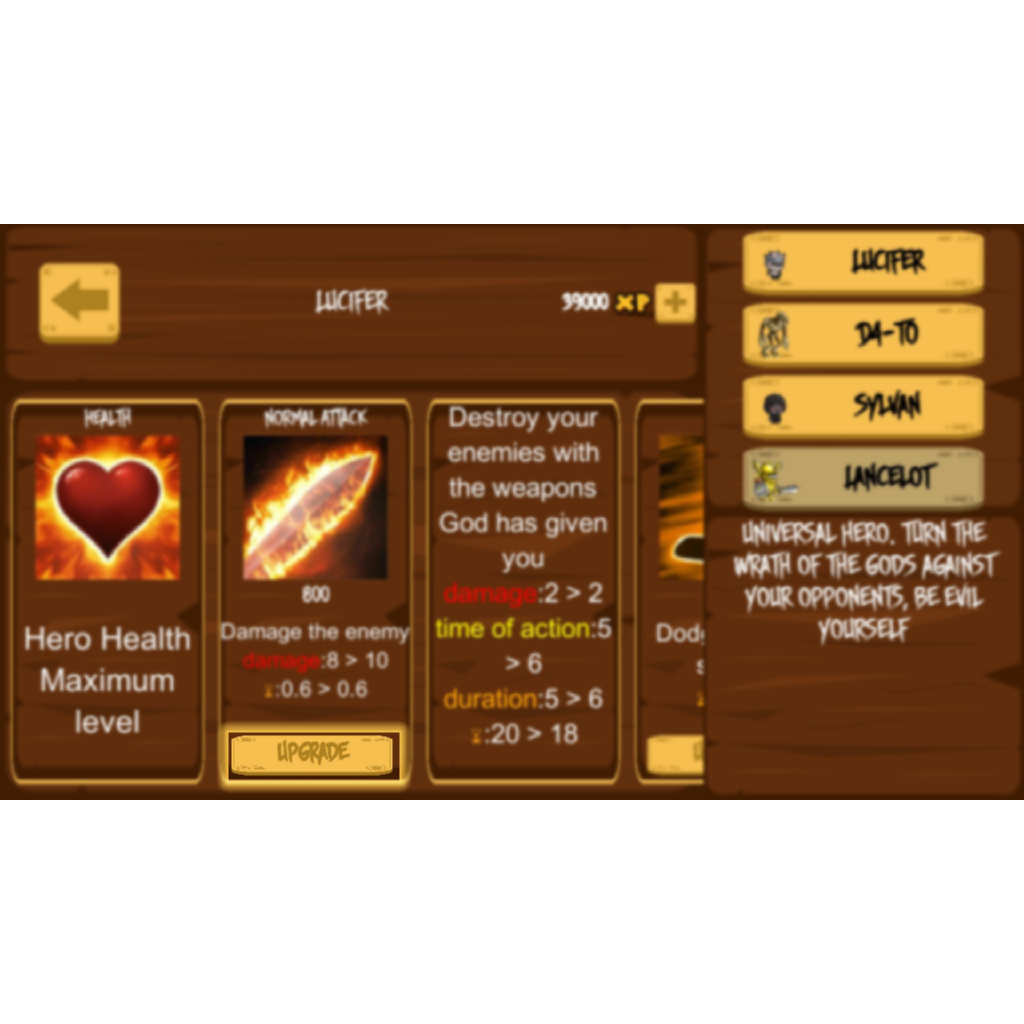 LUCIFER
39000 XP
HEALTH
Hero Health
Maximum
level
NORMAL ATTACK
800
Damage the enemy
damage:8 > 10
:0.6 > 0.6
UPGRADE
Destroy your
enemies with
the weapons
God has given
you
damage:2 > 2
time of action:5
> 6
duration:5 > 6
:20 > 18
LUCIFER
DA-TO
SYLVAN
LANCELOT
UNIVERSAL HERO. TURN THE
WRATH OF THE GODS AGAINST
YOUR OPPONENTS, BE EVIL
YOURSELF